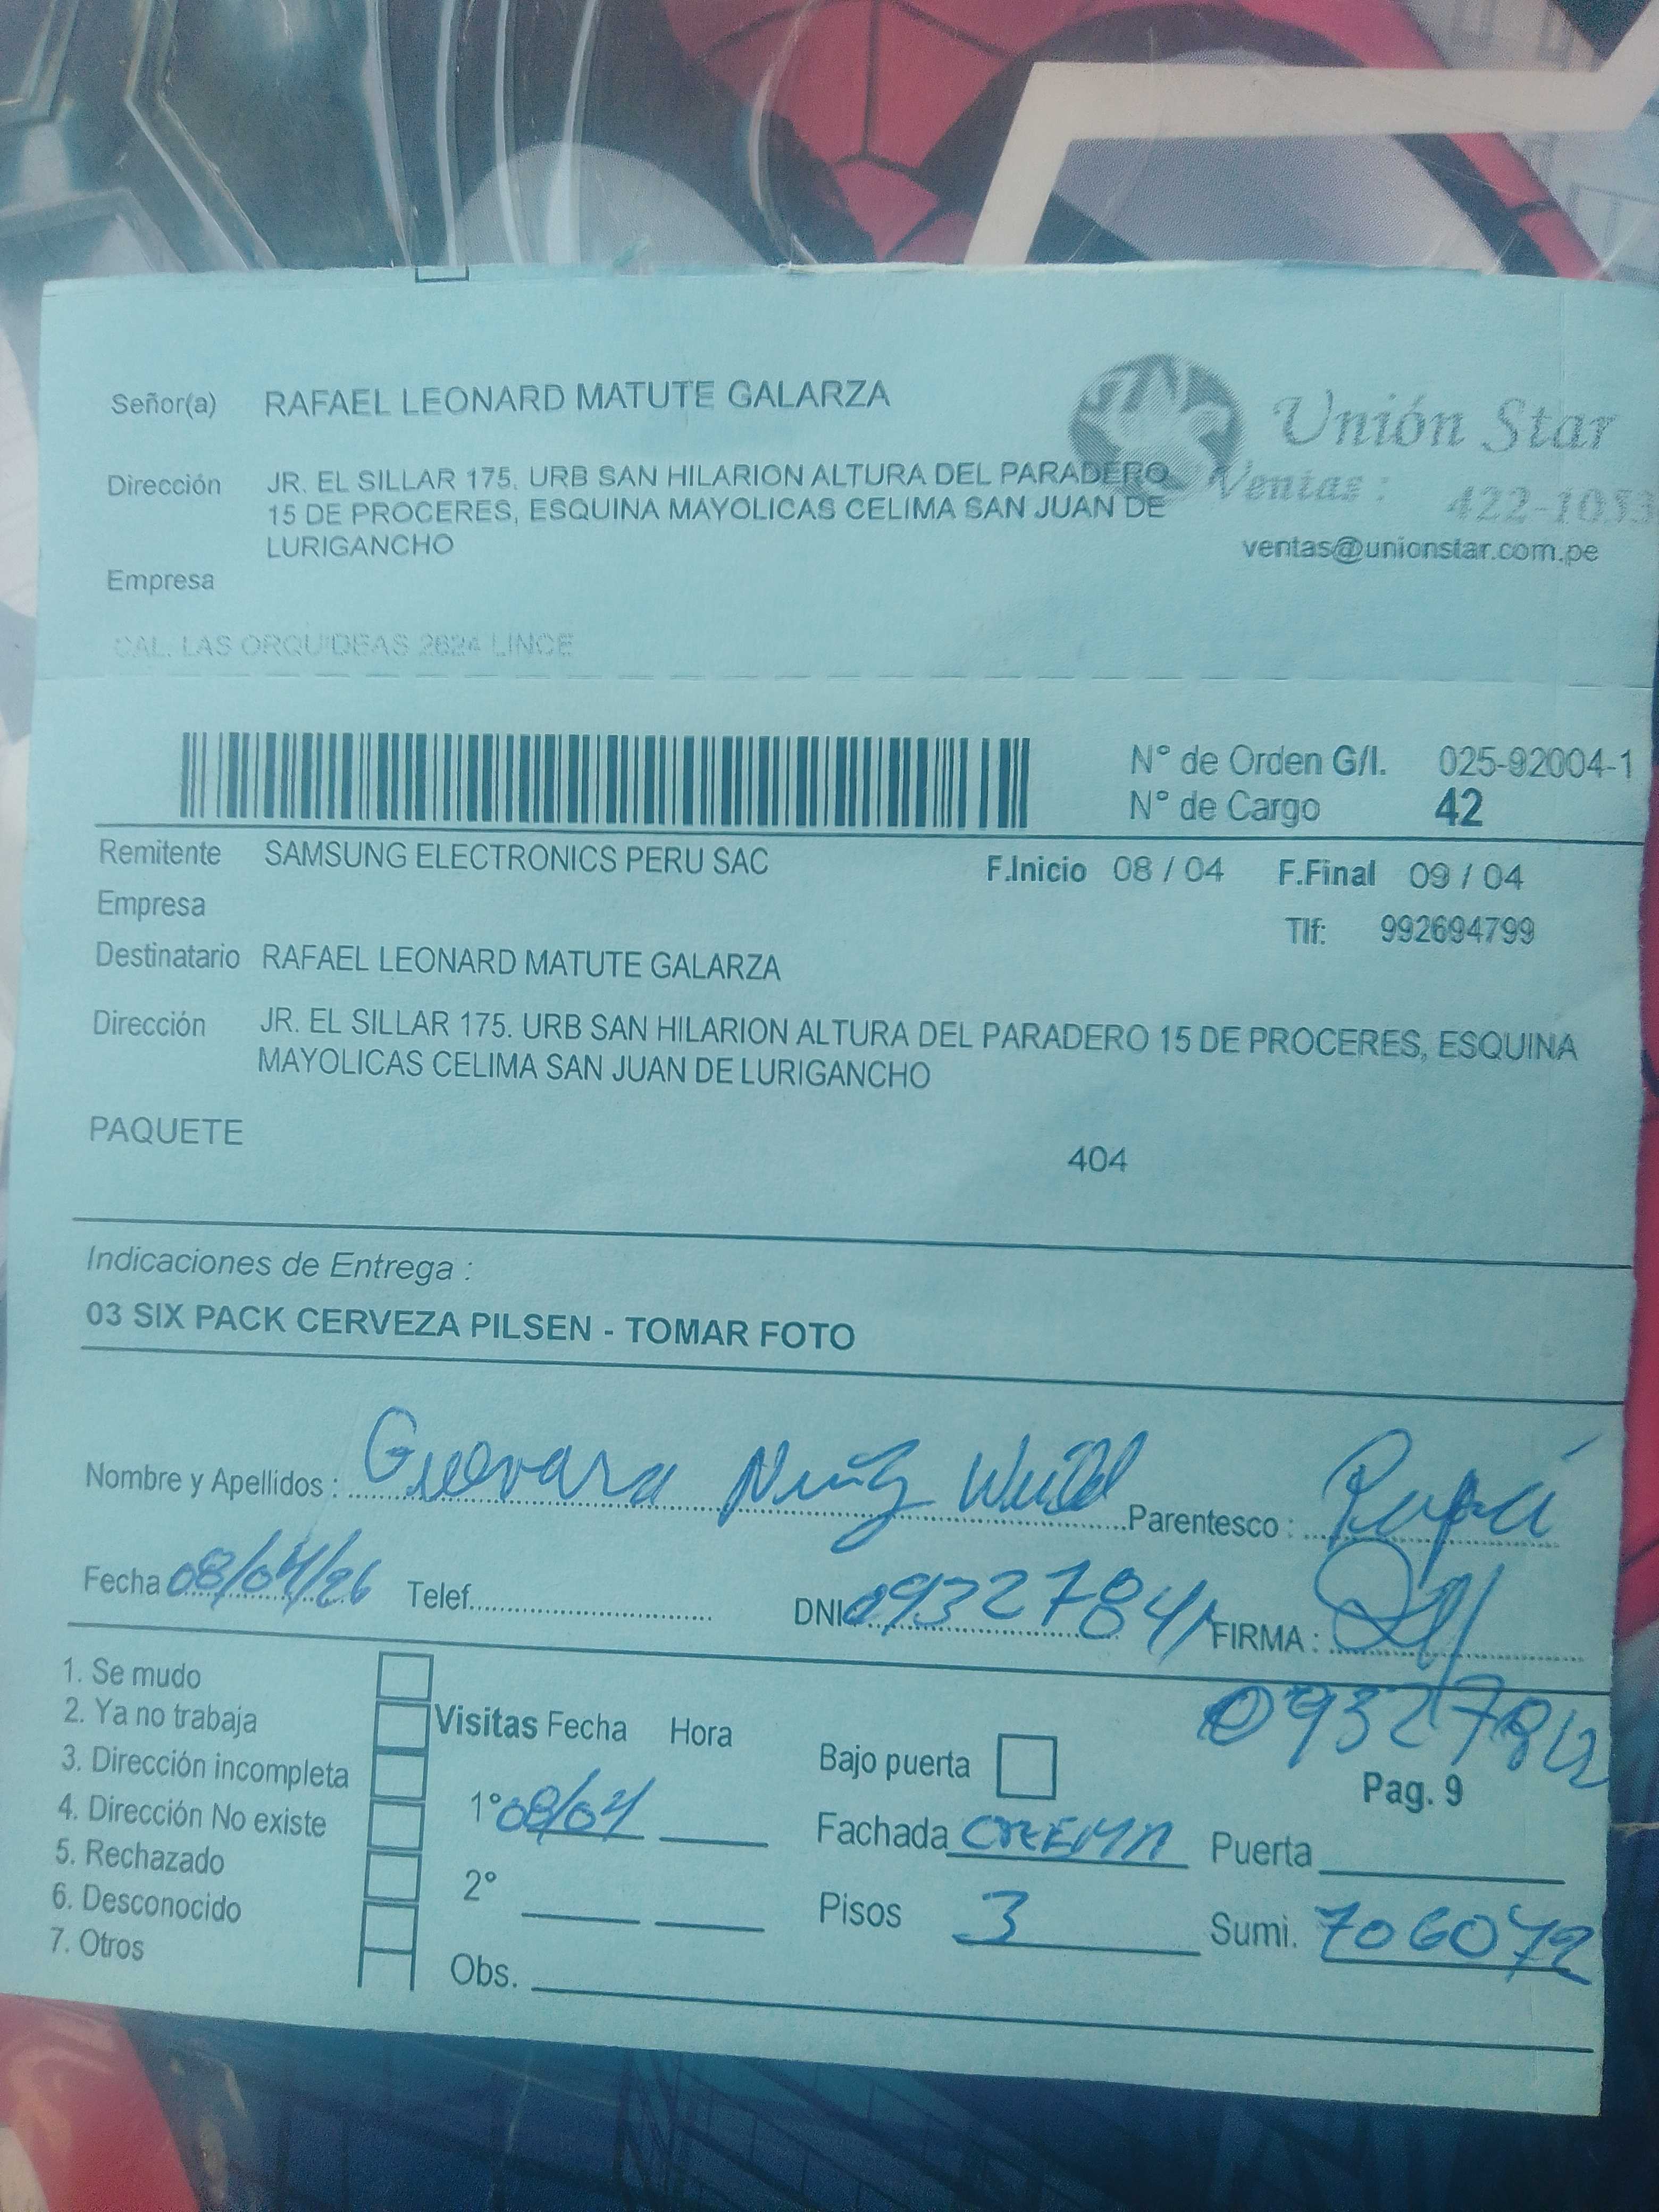 Señor(a) RAFAEL LEONARD MATUTE GALARZA
Unión Star
Ventas : 422-1033
ventas@unionstar.com.pe
Dirección JR. EL SILLAR 175. URB SAN HILARION ALTURA DEL PARADERO
15 DE PROCERES, ESQUINA MAYOLICAS CELIMA SAN JUAN DE
LURIGANCHO
Empresa
CAL. LAS ORQUIDEAS 2624 LINCE
N° de Orden G/I. 025-92004-1
N° de Cargo 42
Remitente SAMSUNG ELECTRONICS PERU SAC F.Inicio 08 / 04 F.Final 09 / 04
Empresa Tlf: 992694799
Destinatario RAFAEL LEONARD MATUTE GALARZA
Dirección JR. EL SILLAR 175. URB SAN HILARION ALTURA DEL PARADERO 15 DE PROCERES, ESQUINA
MAYOLICAS CELIMA SAN JUAN DE LURIGANCHO
PAQUETE
404
Indicaciones de Entrega :
03 SIX PACK CERVEZA PILSEN - TOMAR FOTO
Nombre y Apellidos : Guevara Parentesco : Papá
Fecha 08/04/26 Telef. DNI 09327841 FIRMA :
1. Se mudo
2. Ya no trabaja
3. Dirección incompleta
4. Dirección No existe
5. Rechazado
6. Desconocido
7. Otros
Visitas Fecha Hora
1° 08/04
2°
Obs.
Bajo puerta
Pag. 9
Fachada CREMA Puerta
Pisos 3 Sumi. 706072